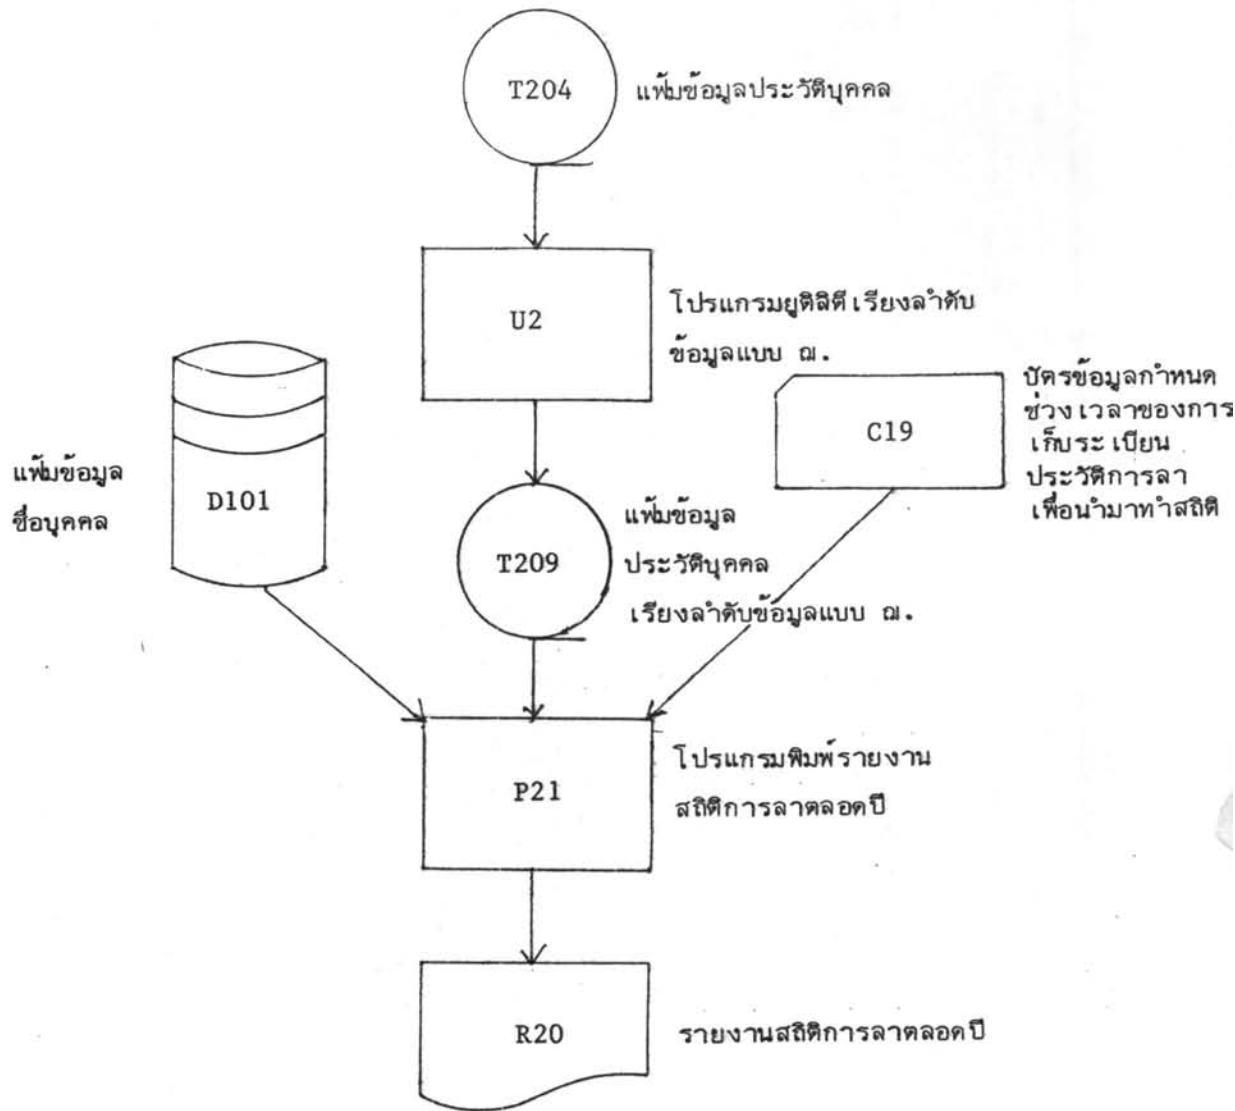 T204
แฟ้มข้อมูลประวัติบุคคล
U2
โปรแกรมยูติลิตี เรียงลำดับ
ข้อมูลแบบ ฌ.
D101
แฟ้มข้อมูล
ชื่อบุคคล
C19
บัตรข้อมูลกำหนด
ช่วงเวลาของการ
เก็บระเบียน
ประวัติการลา
เพื่อนำมาทำสถิติ
T209
แฟ้มข้อมูล
ประวัติบุคคล
เรียงลำดับข้อมูลแบบ ฌ.
P21
โปรแกรมพิมพ์รายงาน
สถิติการลาตลอดปี
R20
รายงานสถิติการลาตลอดปี